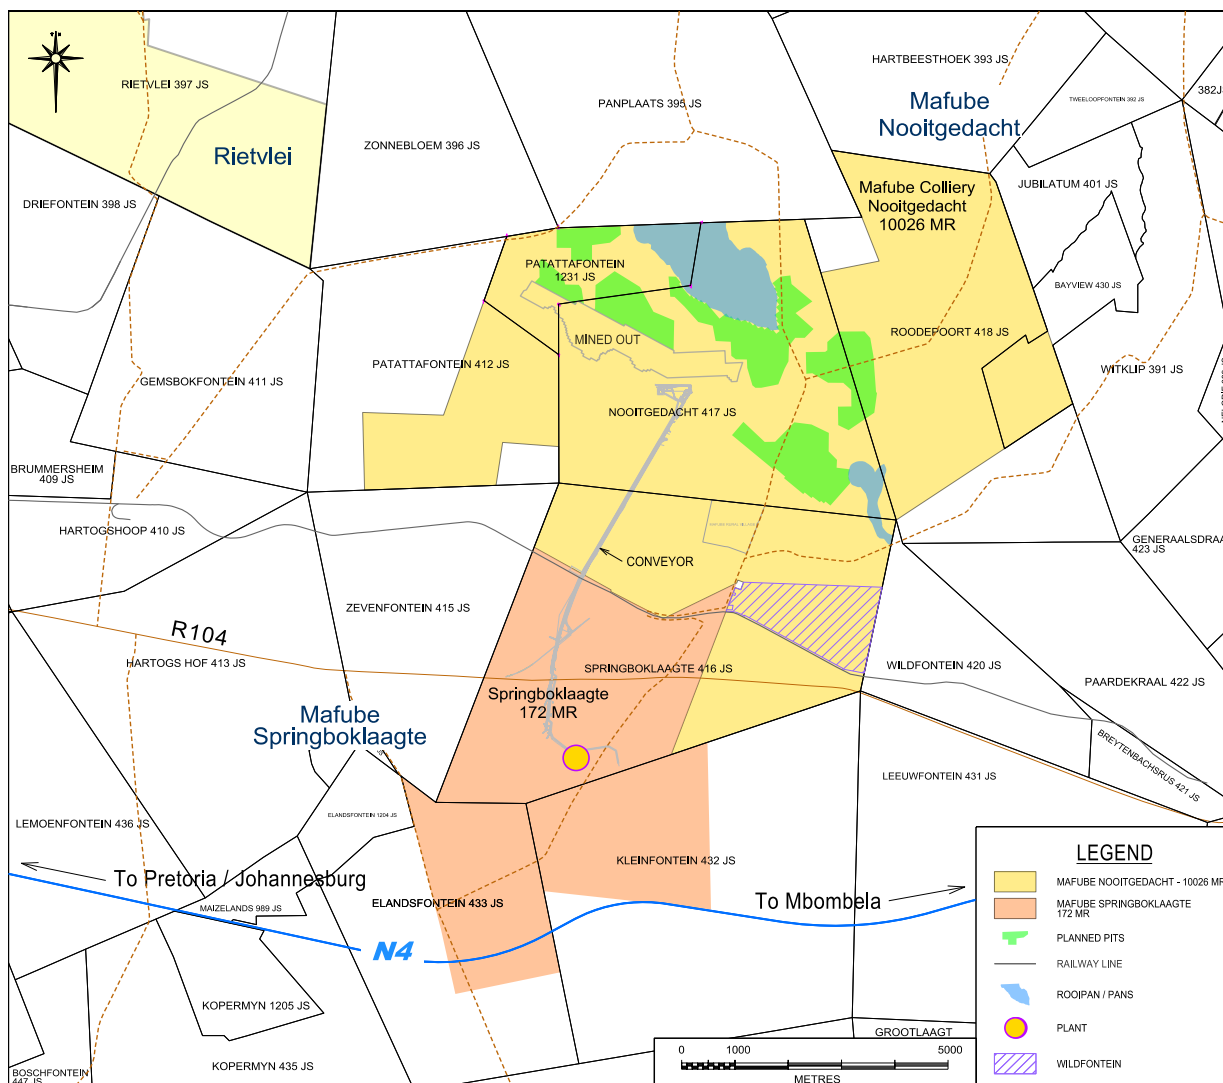 HARTBEESTHOEK 393 JS
RIETVLEI 397 JS
TWEELOOPFONTEIN 392 JS
382JS
PANPLAATS 395 JS
Mafube
Nooitgedacht
ZONNEBLOEM 396 JS
Rietvlei
Mafube Colliery
Nooitgedacht
10026 MR
JUBILATUM 401 JS
DRIEFONTEIN 398 JS
PATATTAFONTEIN
1231 JS
BAYVIEW 430 JS
MINED OUT
ROODEPOORT 418 JS
PATATTAFONTEIN 412 JS
WITKLIP 391 JS
GEMSBOKFONTEIN 411 JS
NOOITGEDACHT 417 JS
BRUMMERSHEIM
409 JS
HARTOGSHOOP 410 JS
GENERAALSDRAA
423 JS
CONVEYOR
ZEVENFONTEIN 415 JS
R104
HARTOGS HOF 413 JS
SPRINGBOKLAAGTE 416 JS
WILDFONTEIN 420 JS
PAARDEKRAAL 422 JS
Springboklaagte
172 MR
Mafube
Springboklaagte
BREYTENBACHSRUS 421 JS
LEEUWFONTEIN 431 JS
ELANDSFONTEIN 1204 JS
LEMOENFONTEIN 436 JS
KLEINFONTEIN 432 JS
To Pretoria / Johannesburg
To Mbombela
MAIZELANDS 989 JS
ELANDSFONTEIN 433 JS
N4
KOPERMYN 1205 JS
GROOTLAAGT
KOPERMYN 435 JS
BOSCHFONTEIN
447 JS
0 1000 5000
METRES
LEGEND
MAFUBE NOOITGEDACHT - 10026 MR
MAFUBE SPRINGBOKLAAGTE
172 MR
PLANNED PITS
RAILWAY LINE
ROOIPAN / PANS
PLANT
WILDFONTEIN